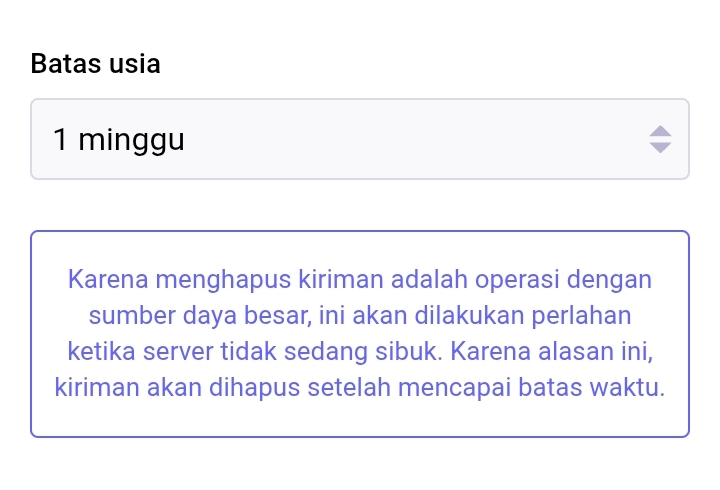 Batas usia
1 minggu
Karena menghapus kiriman adalah operasi dengan
sumber daya besar, ini akan dilakukan perlahan
ketika server tidak sedang sibuk. Karena alasan ini,
kiriman akan dihapus setelah mencapai batas waktu.